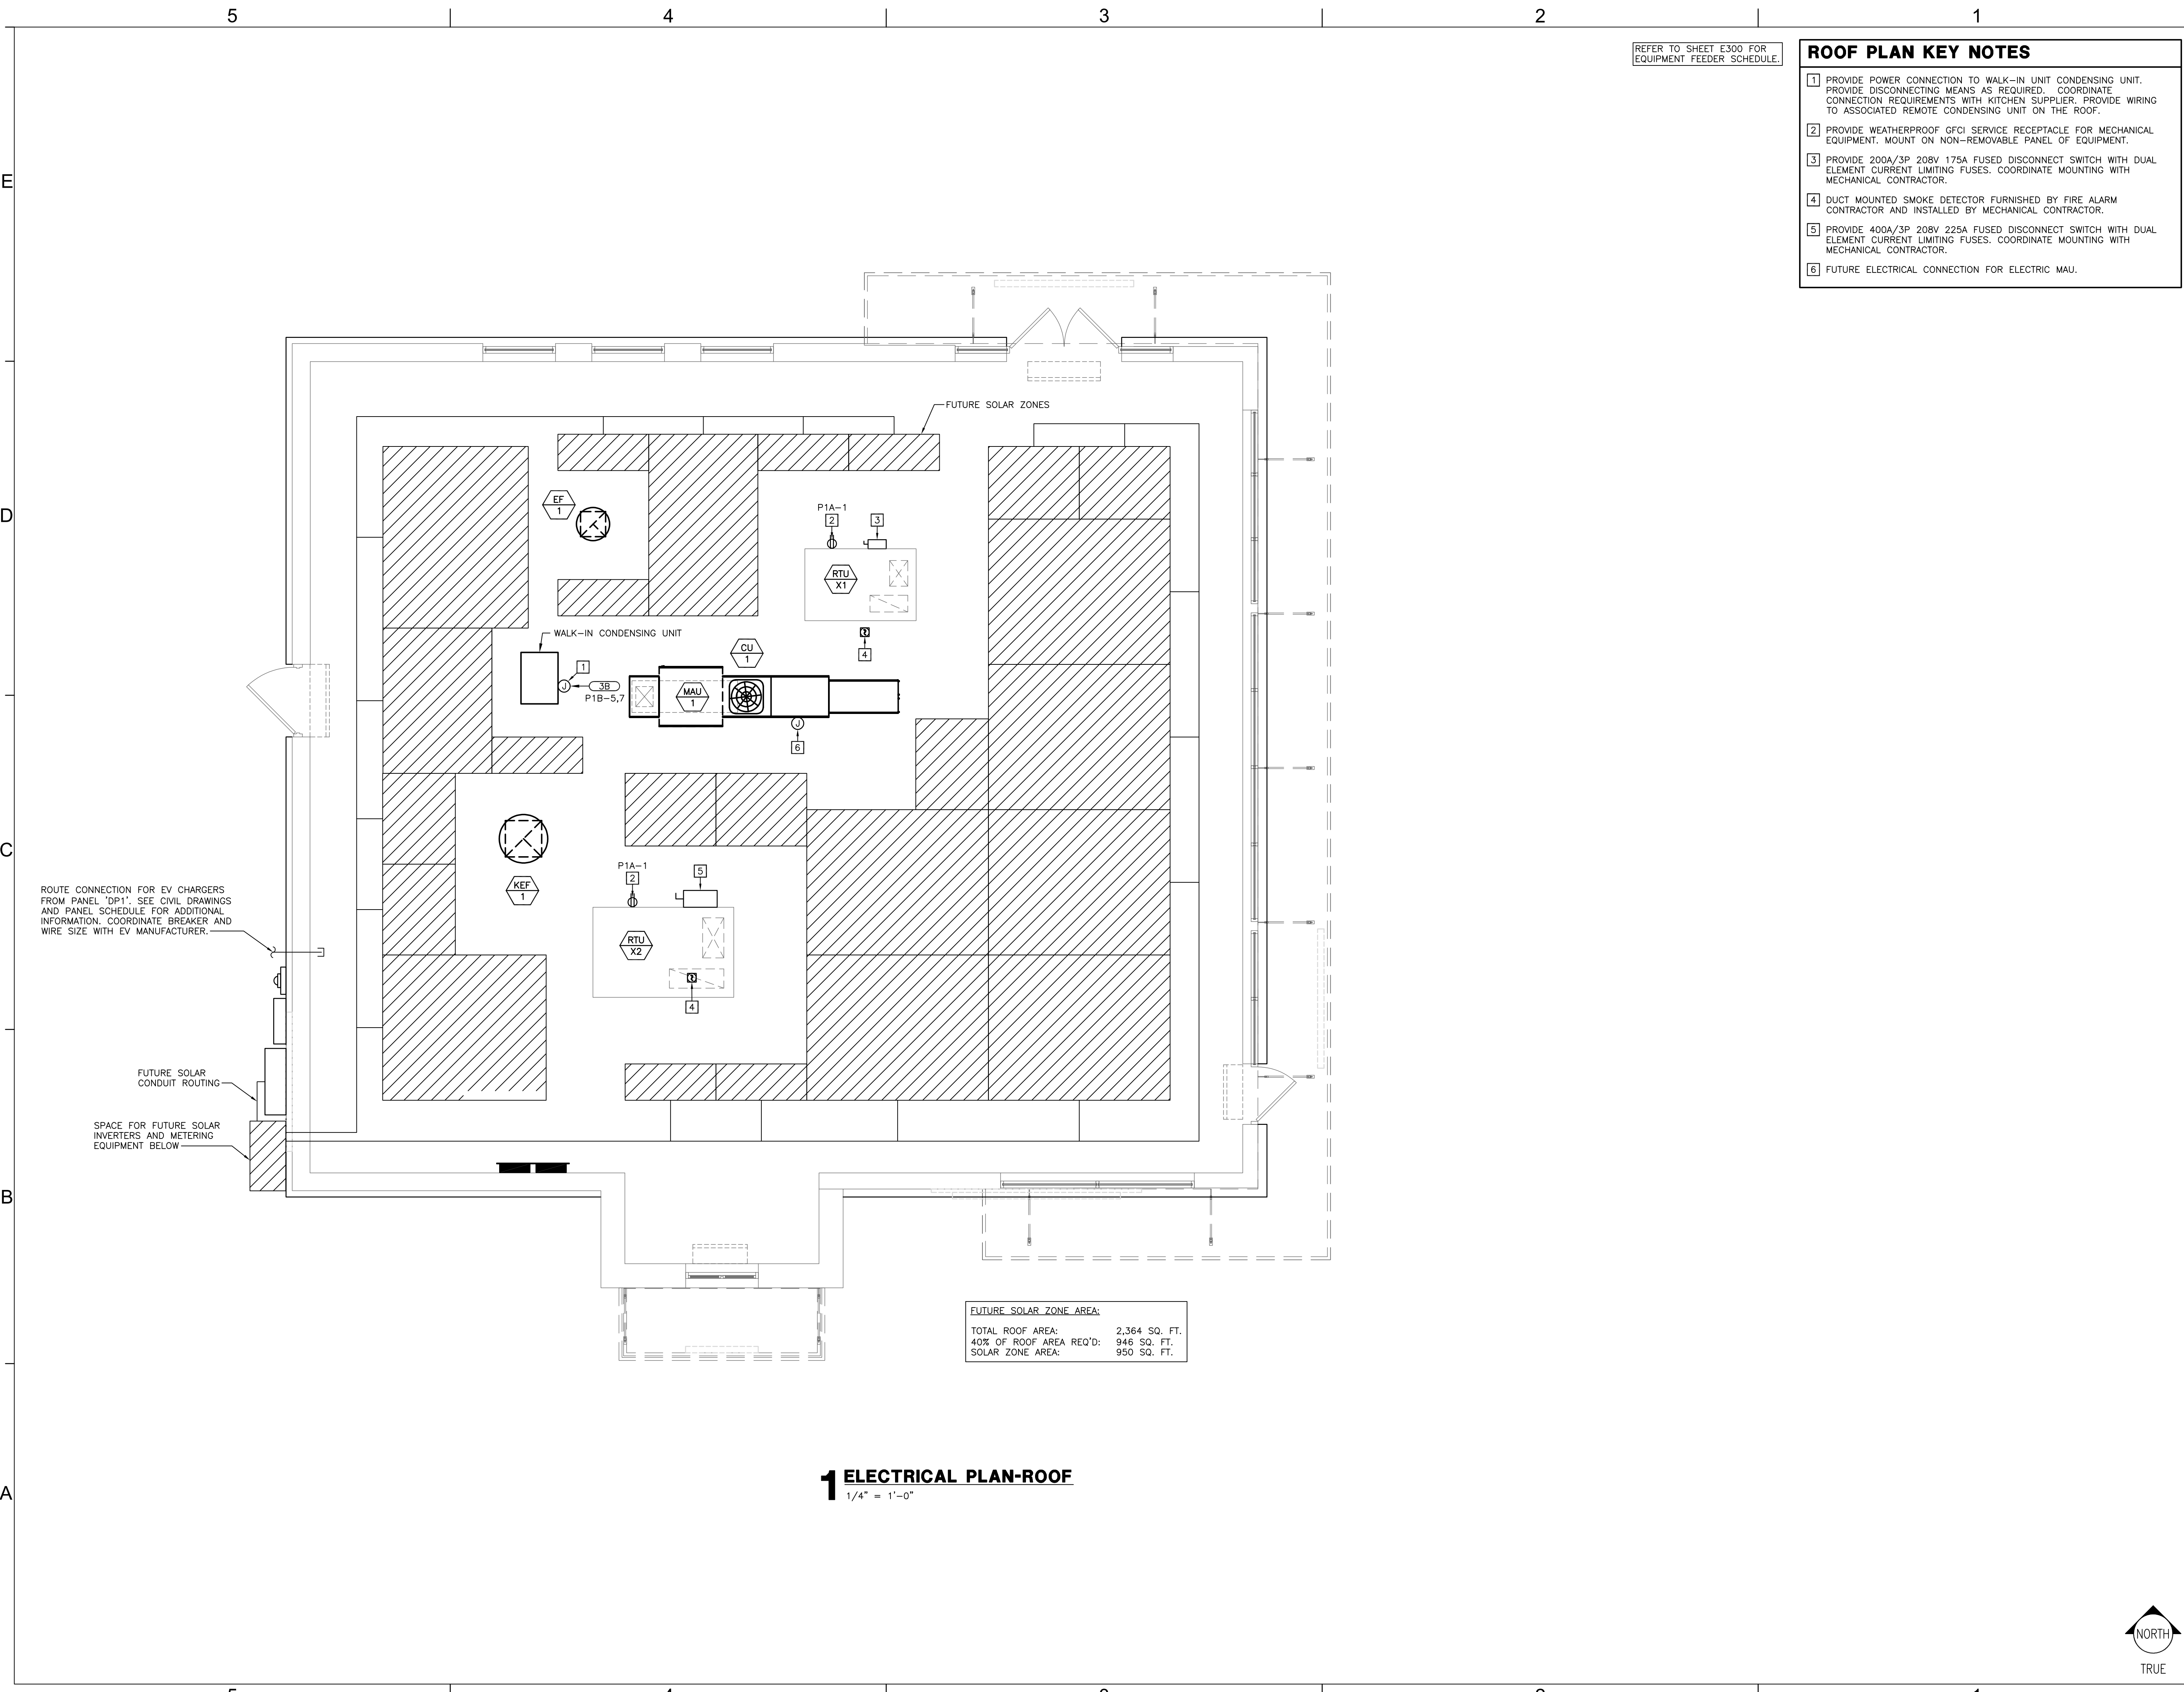 5 4 3 2 1
REFER TO SHEET E300 FOR
EQUIPMENT FEEDER SCHEDULE.
ROOF PLAN KEY NOTES
1 PROVIDE POWER CONNECTION TO WALK-IN UNIT CONDENSING UNIT.
PROVIDE DISCONNECTING MEANS AS REQUIRED. COORDINATE
CONNECTION REQUIREMENTS WITH KITCHEN SUPPLIER. PROVIDE WIRING
TO ASSOCIATED REMOTE CONDENSING UNIT ON THE ROOF.
2 PROVIDE WEATHERPROOF GFCI SERVICE RECEPTACLE FOR MECHANICAL
EQUIPMENT. MOUNT ON NON-REMOVABLE PANEL OF EQUIPMENT.
3 PROVIDE 200A/3P 208V 175A FUSED DISCONNECT SWITCH WITH DUAL
ELEMENT CURRENT LIMITING FUSES. COORDINATE MOUNTING WITH
MECHANICAL CONTRACTOR.
4 DUCT MOUNTED SMOKE DETECTOR FURNISHED BY FIRE ALARM
CONTRACTOR AND INSTALLED BY MECHANICAL CONTRACTOR.
5 PROVIDE 400A/3P 208V 225A FUSED DISCONNECT SWITCH WITH DUAL
ELEMENT CURRENT LIMITING FUSES. COORDINATE MOUNTING WITH
MECHANICAL CONTRACTOR.
6 FUTURE ELECTRICAL CONNECTION FOR ELECTRIC MAU.
E
D
C
B
A
FUTURE SOLAR ZONES
EF
1
P1A-1
2
3
RTU
X1
4
WALK-IN CONDENSING UNIT
1
J
3B
P1B-5,7
CU
1
MAU
1
J
6
KEF
1
P1A-1
2
5
RTU
X2
4
ROUTE CONNECTION FOR EV CHARGERS
FROM PANEL 'DP1'. SEE CIVIL DRAWINGS
AND PANEL SCHEDULE FOR ADDITIONAL
INFORMATION. COORDINATE BREAKER AND
WIRE SIZE WITH EV MANUFACTURER.
FUTURE SOLAR
CONDUIT ROUTING
SPACE FOR FUTURE SOLAR
INVERTERS AND METERING
EQUIPMENT BELOW
FUTURE SOLAR ZONE AREA:
TOTAL ROOF AREA: 2,364 SQ. FT.
40% OF ROOF AREA REQ'D: 946 SQ. FT.
SOLAR ZONE AREA: 950 SQ. FT.
1 ELECTRICAL PLAN-ROOF
1/4" = 1'-0"
NORTH
TRUE